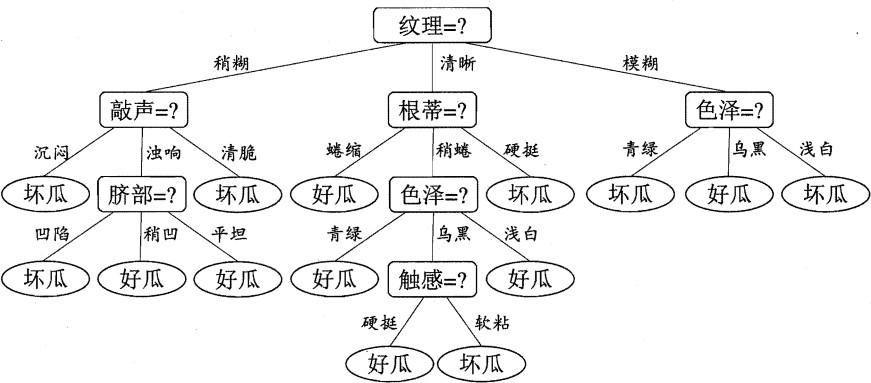 纹理=?
稍糊 清晰 模糊
敲声=? 根蒂=? 色泽=?
沉闷 浊响 清脆 蜷缩 稍蜷 硬挺 青绿 乌黑 浅白
坏瓜 脐部=? 坏瓜 好瓜 色泽=? 坏瓜 坏瓜 好瓜 坏瓜
凹陷 稍凹 平坦 青绿 乌黑 浅白
坏瓜 好瓜 好瓜 好瓜 触感=? 好瓜
硬挺 软粘
好瓜 坏瓜